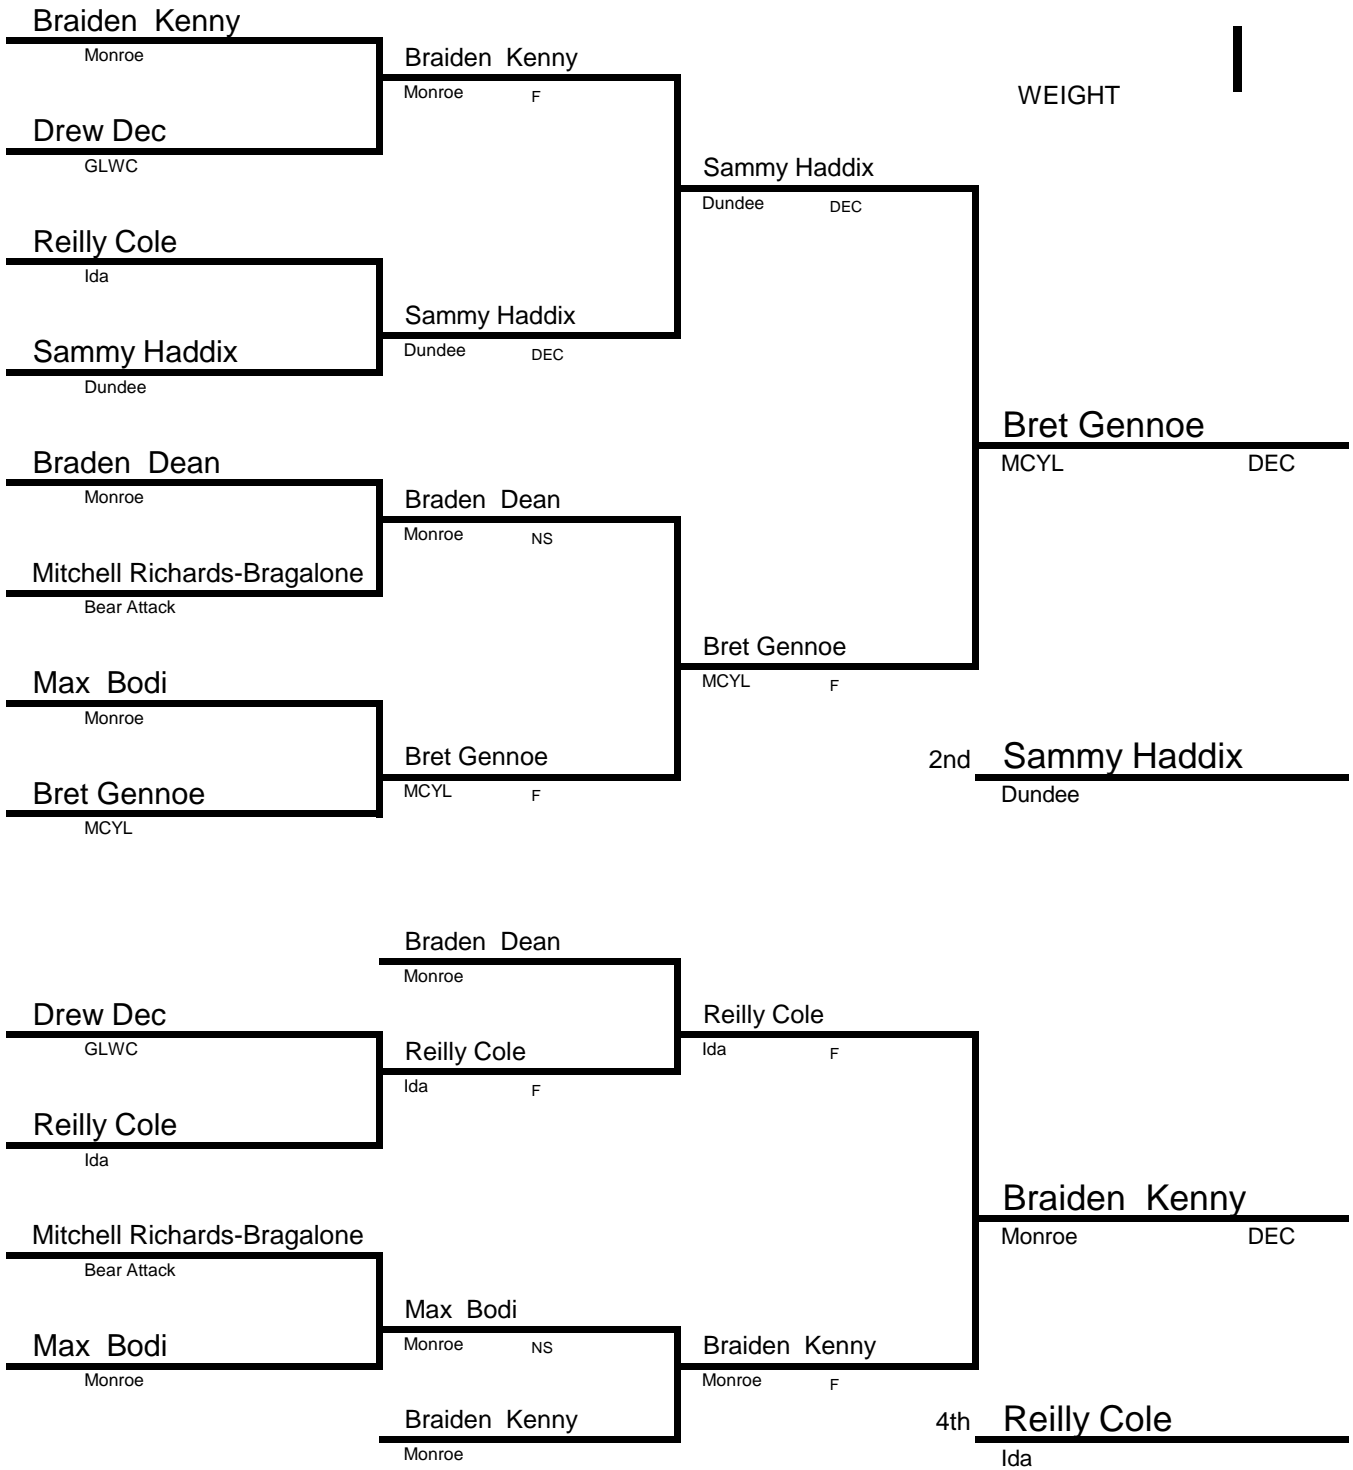 Braiden Kenny
Monroe
Braiden Kenny
Monroe F
WEIGHT
I
Drew Dec
GLWC
Sammy Haddix
Dundee DEC
Reilly Cole
Ida
Sammy Haddix
Dundee DEC
Sammy Haddix
Dundee
Bret Gennoe
MCYL DEC
Braden Dean
Monroe
Braden Dean
Monroe NS
Mitchell Richards-Bragalone
Bear Attack
Bret Gennoe
MCYL F
Max Bodi
Monroe
Bret Gennoe
MCYL F
2nd Sammy Haddix
Dundee
Bret Gennoe
MCYL
Braden Dean
Monroe
Drew Dec
GLWC
Reilly Cole
Ida F
Reilly Cole
Ida F
Reilly Cole
Ida
Braiden Kenny
Monroe DEC
Mitchell Richards-Bragalone
Bear Attack
Max Bodi
Monroe NS
Max Bodi
Monroe
Braiden Kenny
Monroe F
Braiden Kenny
Monroe
4th Reilly Cole
Ida